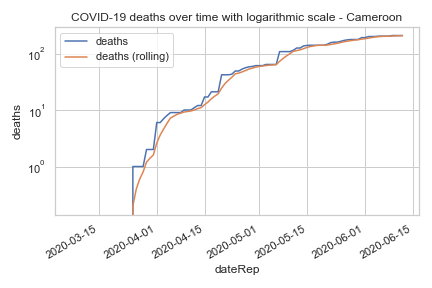 COVID-19 deaths over time with logarithmic scale - Cameroon
deaths
deaths (rolling)
10²
10¹
10⁰
deaths
2020-03-15
2020-04-01
2020-04-15
2020-05-01
2020-05-15
2020-06-01
2020-06-15
dateRep